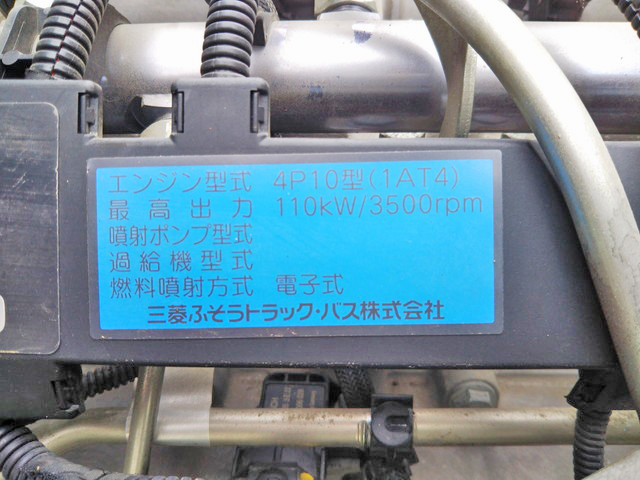 エンジン型式 4P10型(1AT4)
最高出力 110kW/3500rpm
噴射ポンプ型式
過給機型式
燃料噴射方式 電子式
三菱ふそうトラック・バス株式会社